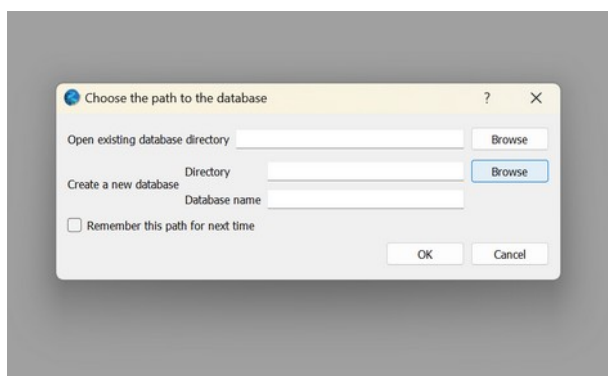 Choose the path to the database ?
Open existing database directory Browse
Directory Browse
Create a new database
Database name
Remember this path for next time
OK Cancel